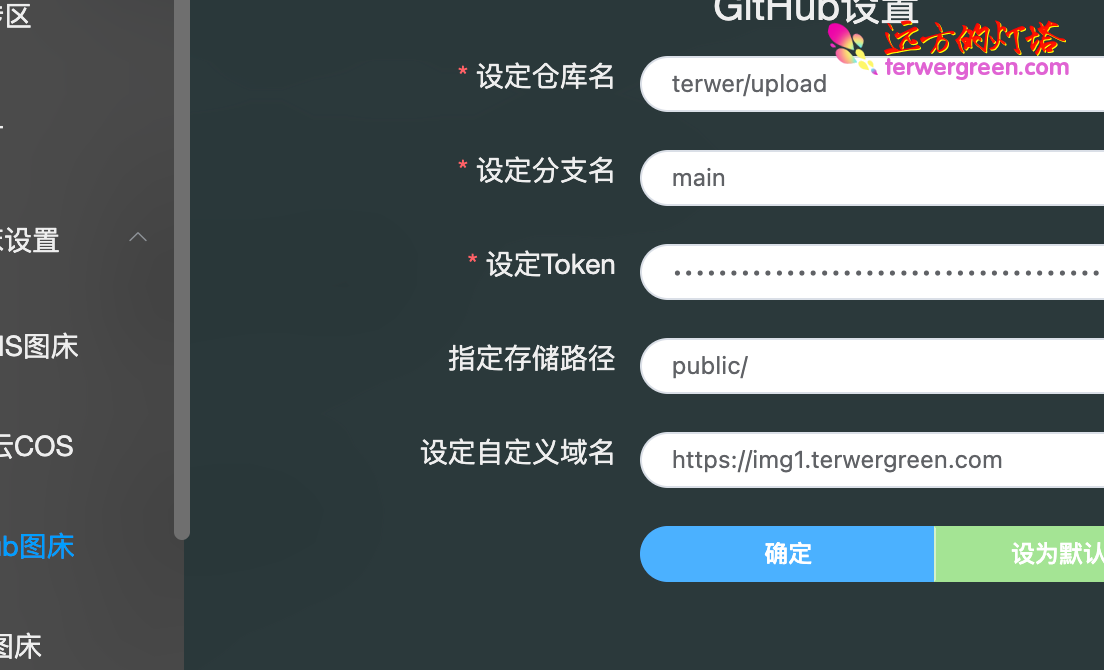 GitHub设置
远方的灯塔
terwergreen.com
* 设定仓库名
terwer/upload
* 设定分支名
main
* 设定Token
指定存储路径
public/
设定自定义域名
https://img1.terwergreen.com
确定
设为默认
区
设置
MS图床
云COS
ub图床
图床